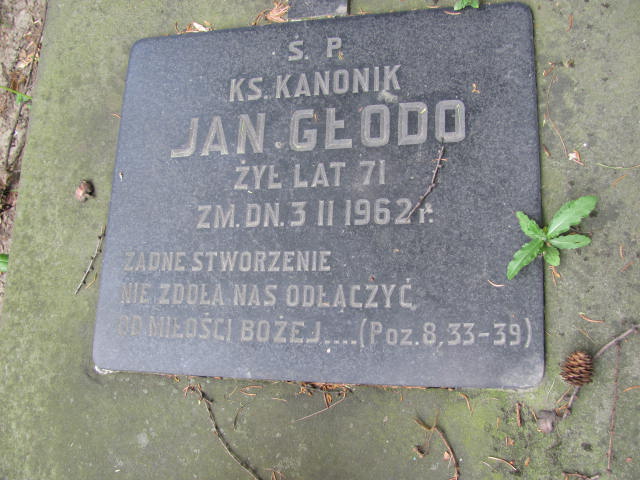 Ś. P
KS. KANONIK
JAN GŁODO
ŻYŁ LAT 71
ZM. DN. 3 II 1962 r.
ŻADNE STWORZENIE
NIE ZDOŁA NAS ODŁĄCZYĆ
OD MIŁOŚCI BOŻEJ....(Poz. 8, 33-39)